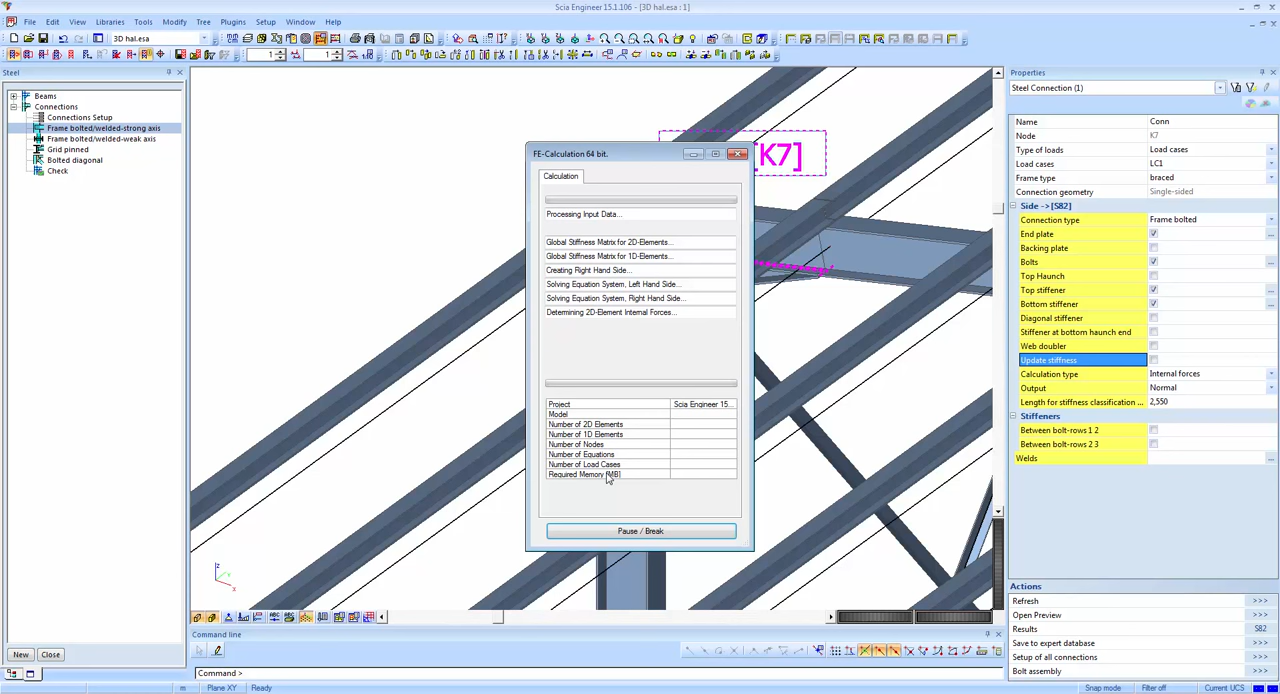 Scia Engineer 15.1.106 - [3D hal.esa : 1]
File Edit View Libraries Tools Modify Tree Plugins Setup Window Help
3D hal.esa
1 1
Steel
Beams
Connections
Connections Setup
Frame bolted/welded-strong axis
Frame bolted/welded-weak axis
Grid pinned
Bolted diagonal
Check
New Close
[K7]
FE-Calculation 64 bit.
Calculation
Processing Input Data...
Global Stiffness Matrix for 2D-Elements...
Global Stiffness Matrix for 1D-Elements...
Creating Right Hand Side...
Solving Equation System, Left Hand Side...
Solving Equation System, Right Hand Side...
Determining 2D-Element Internal Forces...
Project Scia Engineer 15...
Model
Number of 2D Elements
Number of 1D Elements
Number of Nodes
Number of Equations
Number of Load Cases
Required Memory [MB]
Pause / Break
z
y
x
Properties
Steel Connection (1)
Name Conn
Node K7
Type of loads Load cases
Load cases LC1
Frame type braced
Connection geometry Single-sided
Side ->[S82]
Connection type Frame bolted
End plate ...
Backing plate
Bolts ...
Top Haunch
Top stiffener ...
Bottom stiffener ...
Diagonal stiffener
Stiffener at bottom haunch end
Web doubler
Update stiffness
Calculation type Internal forces
Output Normal
Length for stiffness classification ... 2,550
Stiffeners
Between bolt-rows 1 2
Between bolt-rows 2 3
Welds ...
Actions
Refresh >>>
Open Preview >>>
Results S82
Save to expert database >>>
Setup of all connections >>>
Bolt assembly >>>
Command line
Command >
m Plane XY Ready Snap mode Filter off Current UCS